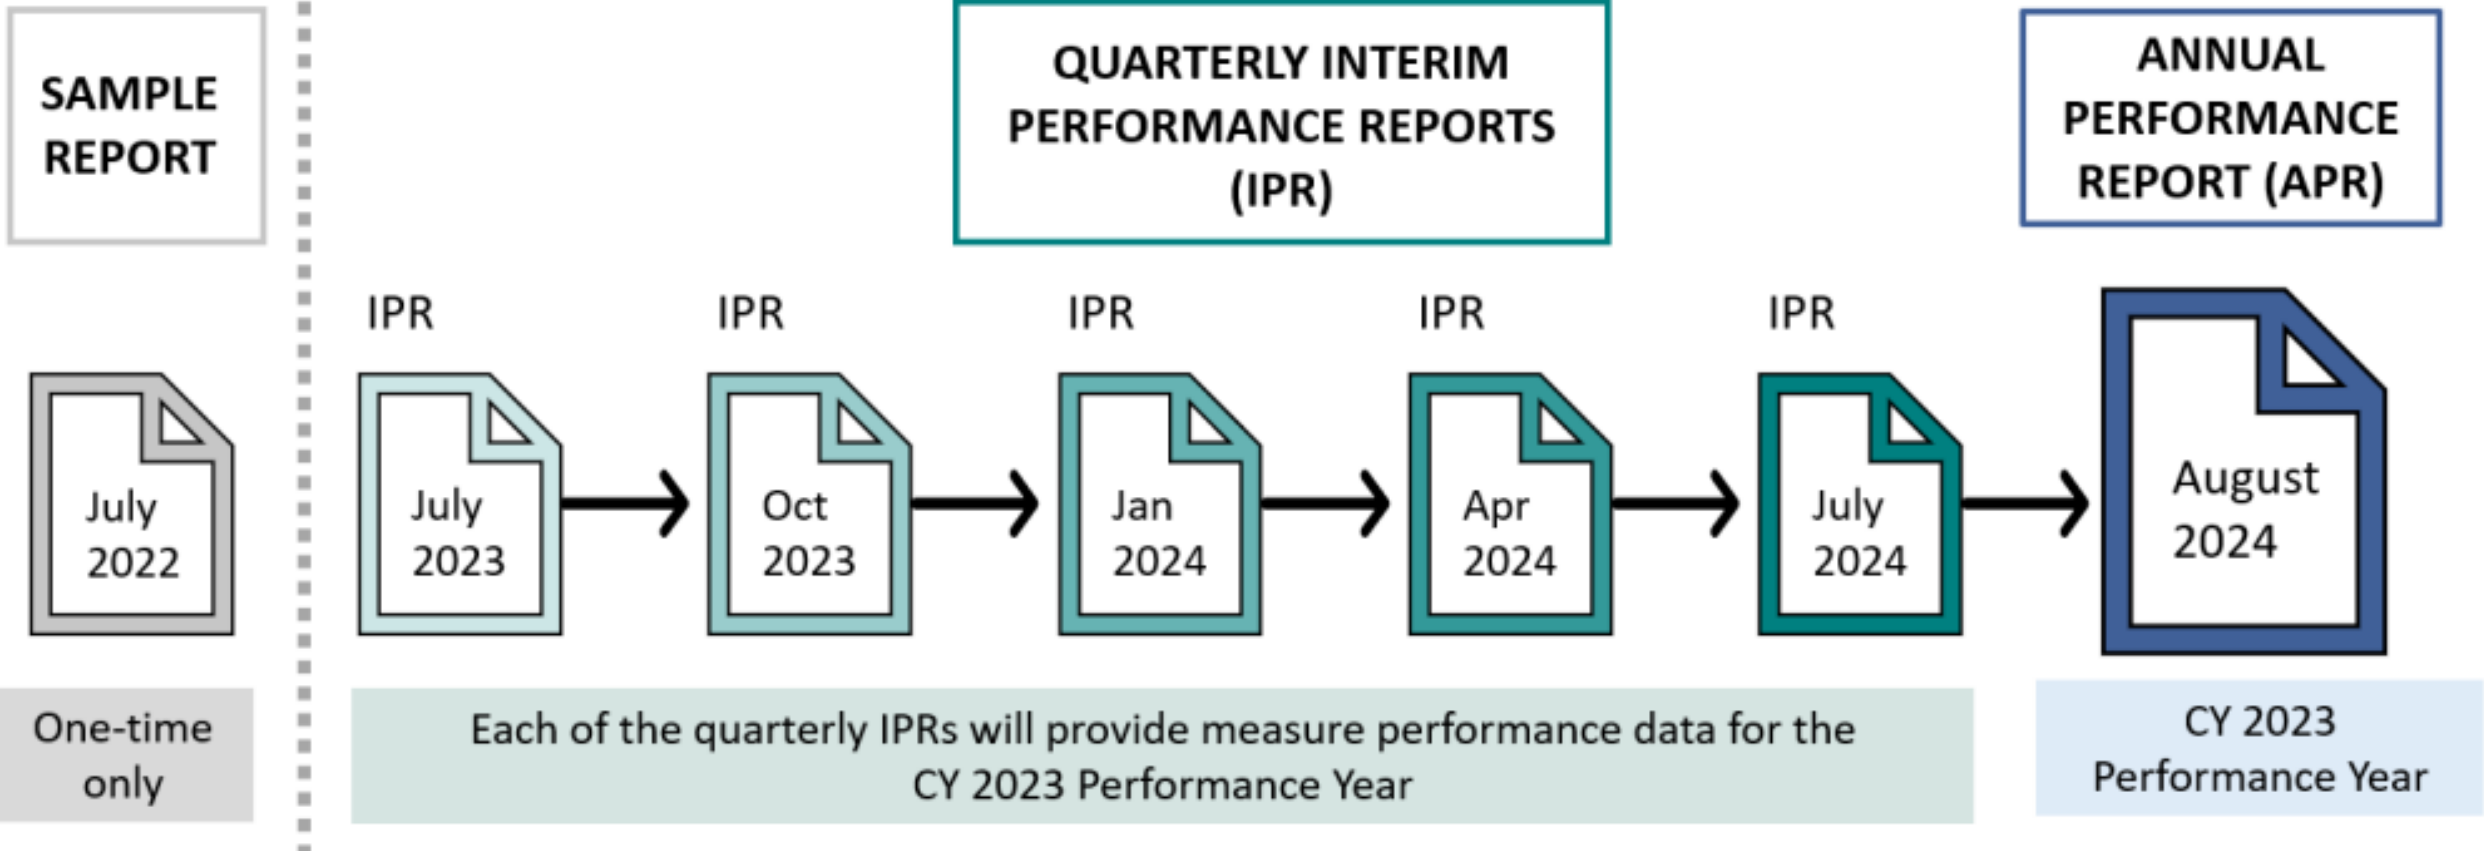 SAMPLE
REPORT
QUARTERLY INTERIM
PERFORMANCE REPORTS
(IPR)
ANNUAL
PERFORMANCE
REPORT (APR)
IPR
IPR
IPR
IPR
IPR
July
2022
July
2023
Oct
2023
Jan
2024
Apr
2024
July
2024
August
2024
One-time
only
Each of the quarterly IPRs will provide measure performance data for the
CY 2023 Performance Year
CY 2023
Performance Year